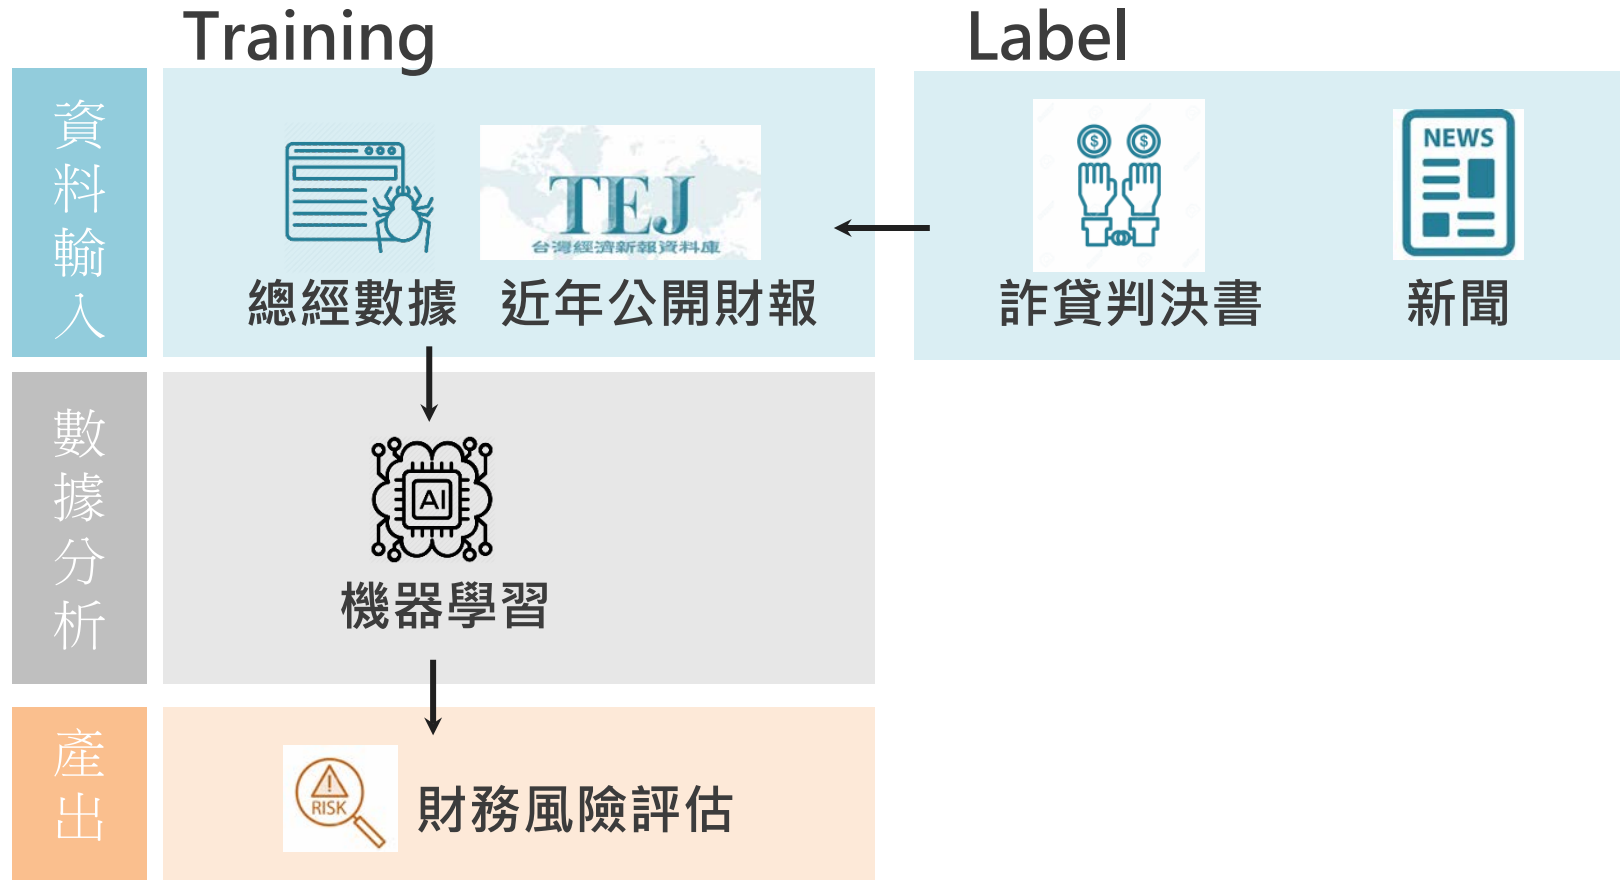 Training
Label
資料輸入
TEJ
台灣經濟新報資料庫
總經數據
近年公開財報
$ $
NEWS
詐貸判決書
新聞
數據分析
AI
機器學習
產出
RISK
財務風險評估